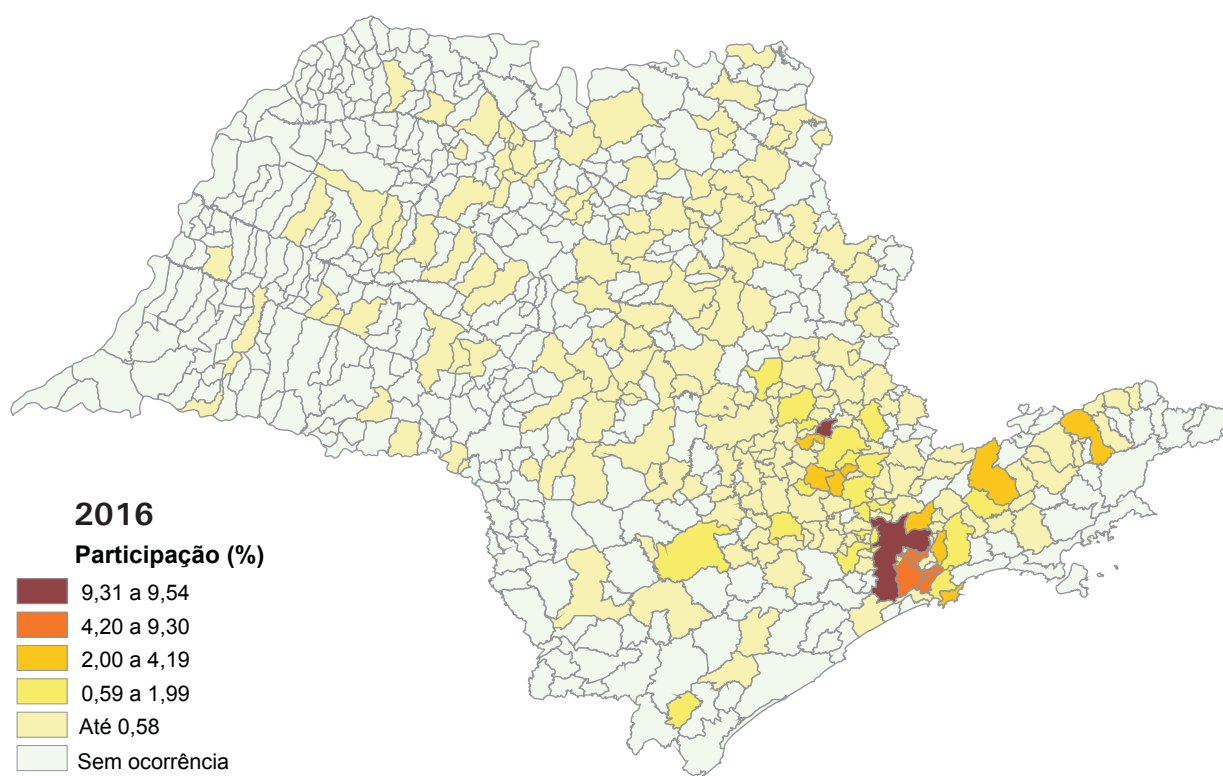 2016
Participação (%)
9,31 a 9,54
4,20 a 9,30
2,00 a 4,19
0,59 a 1,99
Até 0,58
Sem ocorrência